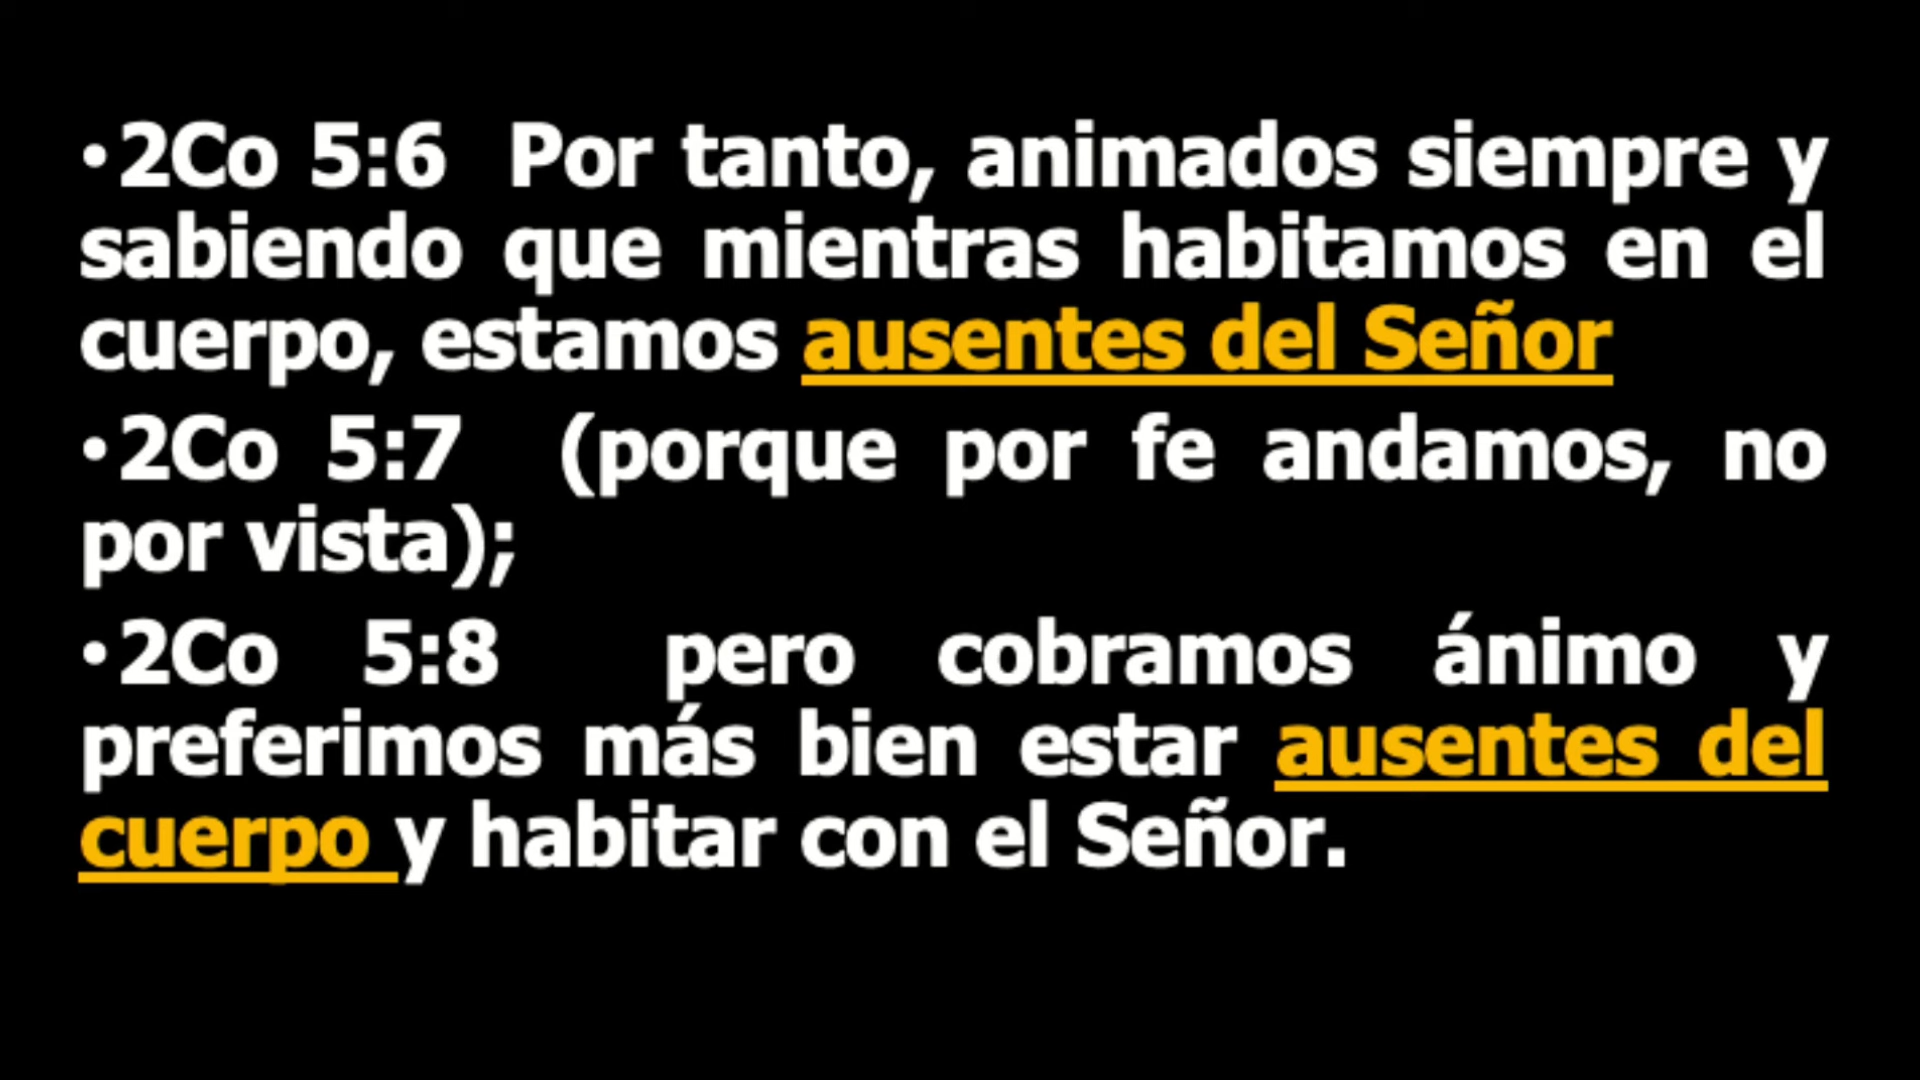 •2Co 5:6 Por tanto, animados siempre y
sabiendo que mientras habitamos en el
cuerpo, estamos ausentes del Señor
•2Co 5:7 (porque por fe andamos, no
por vista);
•2Co 5:8 pero cobramos ánimo y
preferimos más bien estar ausentes del
cuerpo y habitar con el Señor.